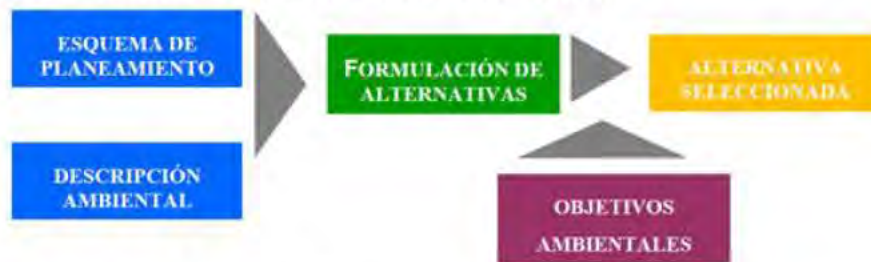 ESQUEMA DE
PLANEAMIENTO
DESCRIPCIÓN
AMBIENTAL
FORMULACIÓN DE
ALTERNATIVAS
ALTERNATIVA
SELECCIONADA
OBJETIVOS
AMBIENTALES